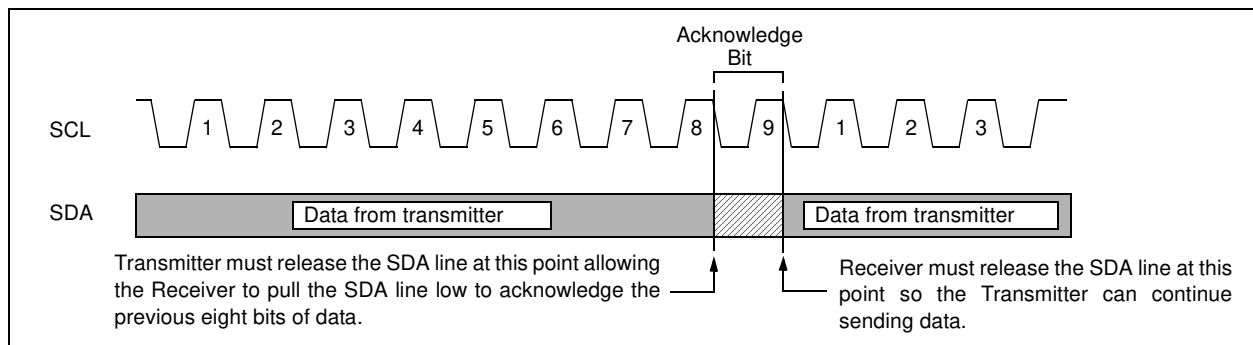 Acknowledge
Bit
SCL
1 2 3 4 5 6 7 8 9 1 2 3
SDA
Data from transmitter
Data from transmitter
Transmitter must release the SDA line at this point allowing
the Receiver to pull the SDA line low to acknowledge the
previous eight bits of data.
Receiver must release the SDA line at this
point so the Transmitter can continue
sending data.